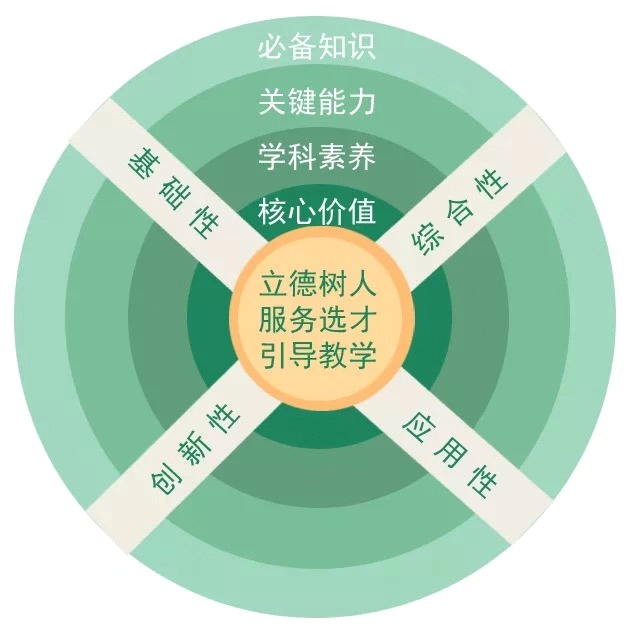 必备知识
关键能力
学科素养
核心价值
基础性
综合性
立德树人
服务选才
引导教学
创新性
应用性